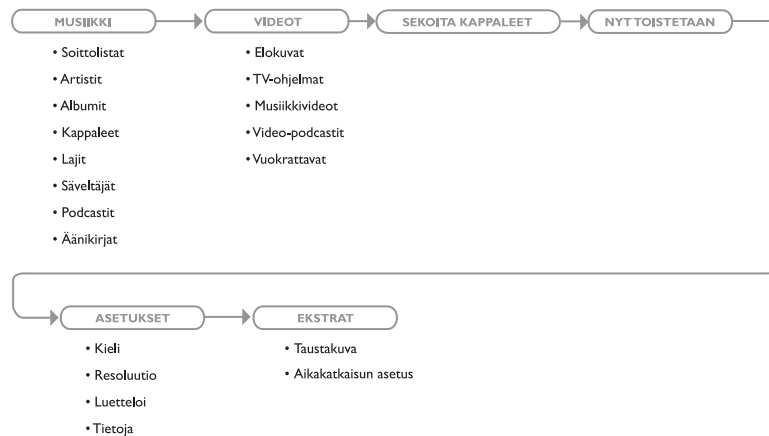 MUSIIKKI
• Soittolistat
• Artistit
• Albumit
• Kappaleet
• Lajit
• Säveltäjät
• Podcastit
• Äänikirjat
VIDEOT
• Elokuvat
• TV-ohjelmat
• Musiikkivideot
• Video-podcastit
• Vuokrattavat
SEKOITA KAPPALEET
NYT TOISTETAAN
ASETUKSET
• Kieli
• Resoluutio
• Luetteloi
• Tietoja
EKSTRAT
• Taustakuva
• Aikakatkaisun asetus